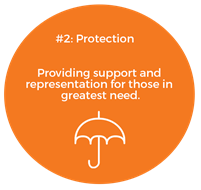 #2: Protection
Providing support and
representation for those in
greatest need.